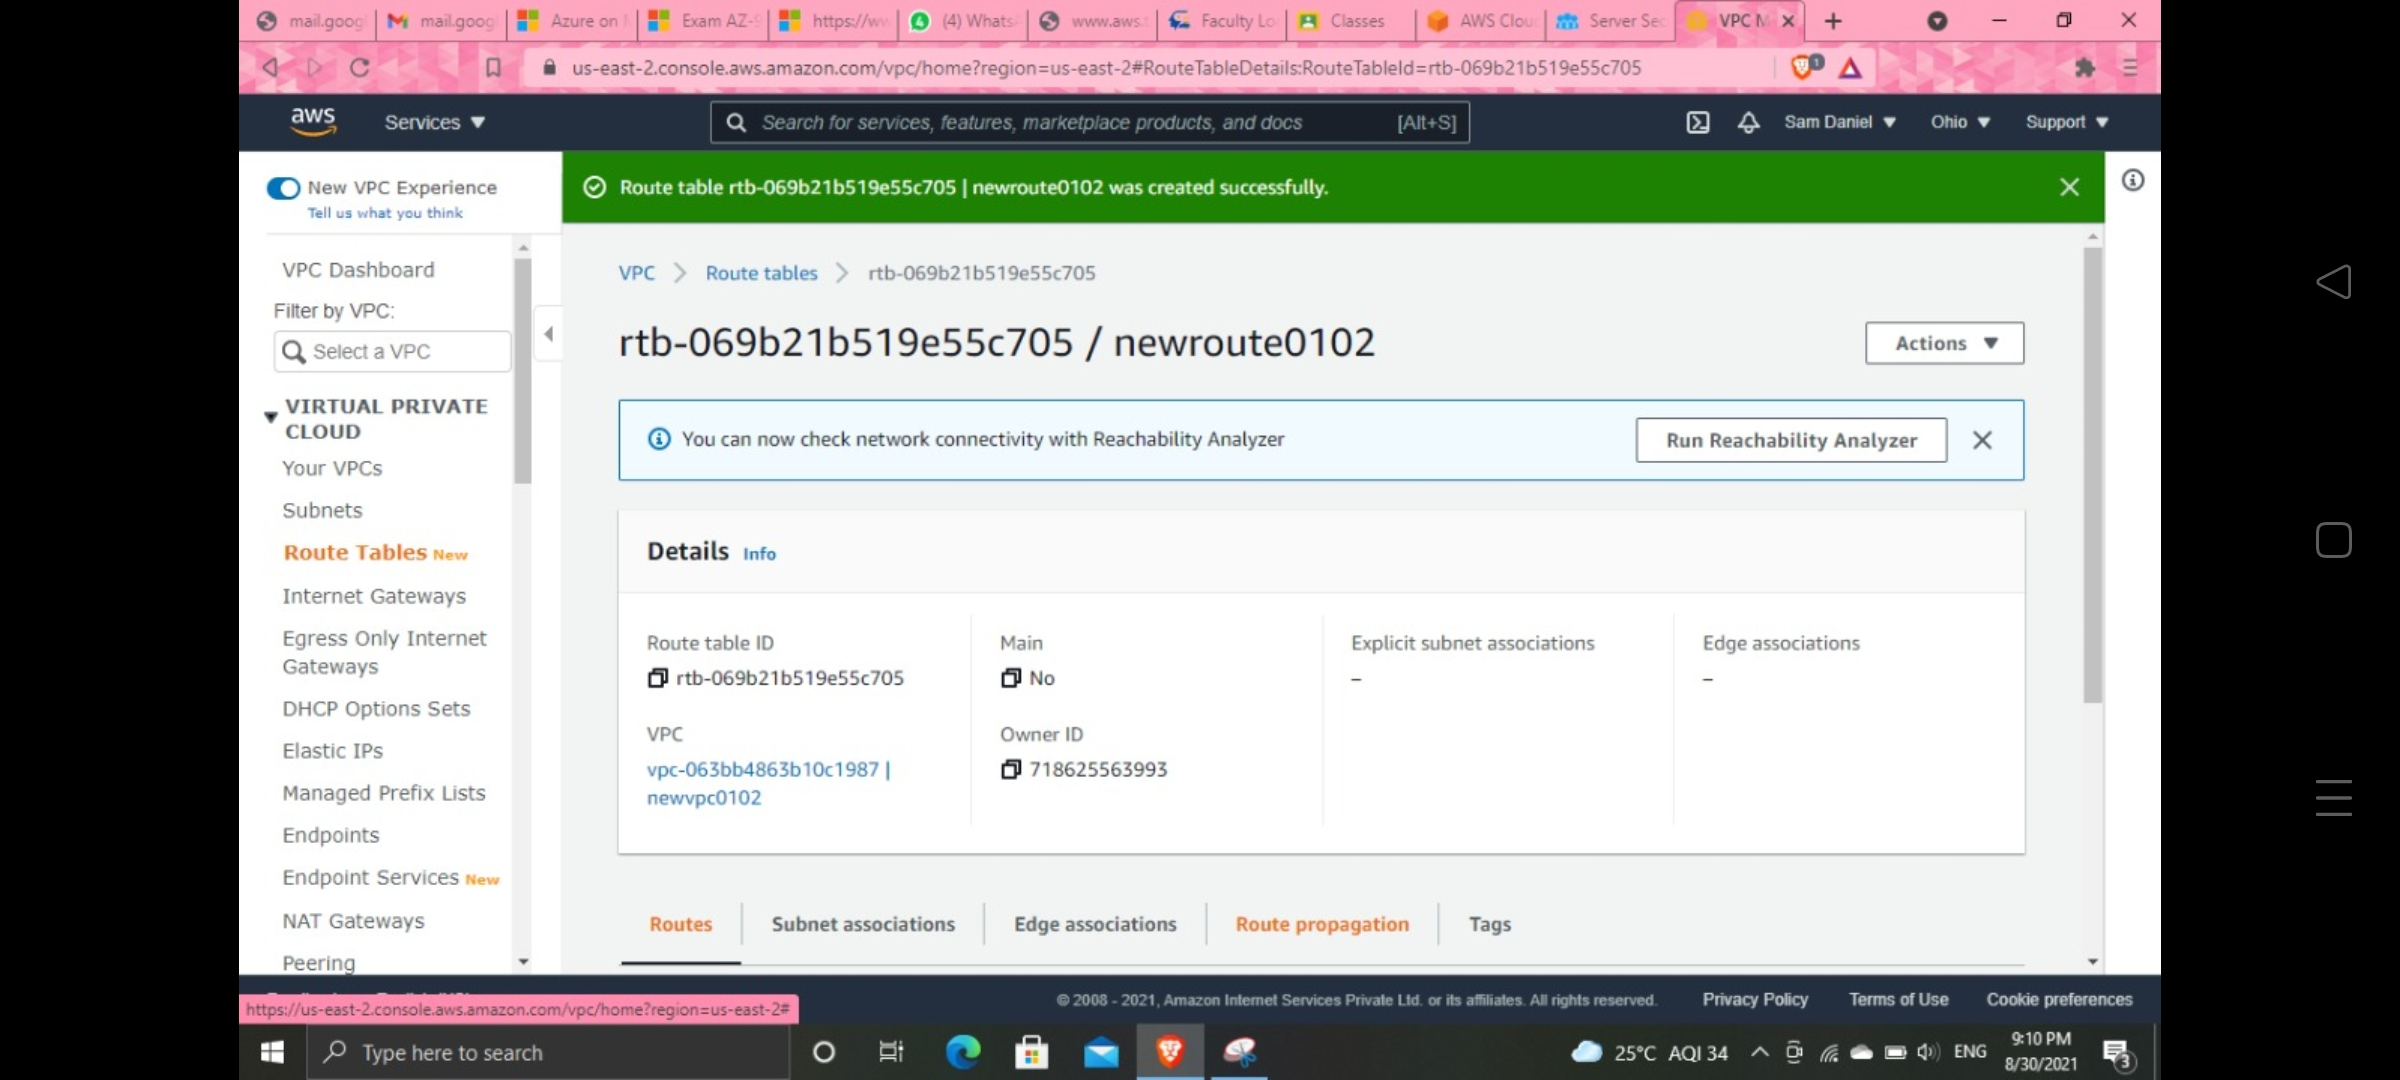 mail.goog
mail.goog
Azure on
Exam AZ-9
https://ww
(4) Whats
www.aws.
Faculty Lo
Classes
AWS Clou
Server Sec
VPC M
us-east-2.console.aws.amazon.com/vpc/home?region=us-east-2#RouteTableDetails:RouteTableId=rtb-069b21b519e55c705
1
aws
Services
Search for services, features, marketplace products, and docs
[Alt+S]
Sam Daniel
Ohio
Support
New VPC Experience
Tell us what you think
Route table rtb-069b21b519e55c705 | newroute0102 was created successfully.
VPC Dashboard
Filter by VPC:
Select a VPC
VIRTUAL PRIVATE
CLOUD
Your VPCs
Subnets
Route Tables New
Internet Gateways
Egress Only Internet
Gateways
DHCP Options Sets
Elastic IPs
Managed Prefix Lists
Endpoints
Endpoint Services New
NAT Gateways
Peering
VPC > Route tables > rtb-069b21b519e55c705
rtb-069b21b519e55c705 / newroute0102
Actions
You can now check network connectivity with Reachability Analyzer
Run Reachability Analyzer
Details Info
Route table ID
rtb-069b21b519e55c705
Main
No
Explicit subnet associations
–
Edge associations
–
VPC
vpc-063bb4863b10c1987 |
newvpc0102
Owner ID
718625563993
Routes
Subnet associations
Edge associations
Route propagation
Tags
https://us-east-2.console.aws.amazon.com/vpc/home?region=us-east-2#
© 2008 - 2021, Amazon Internet Services Private Ltd. or its affiliates. All rights reserved.
Privacy Policy
Terms of Use
Cookie preferences
Type here to search
25°C AQI 34
ENG
9:10 PM
8/30/2021
3